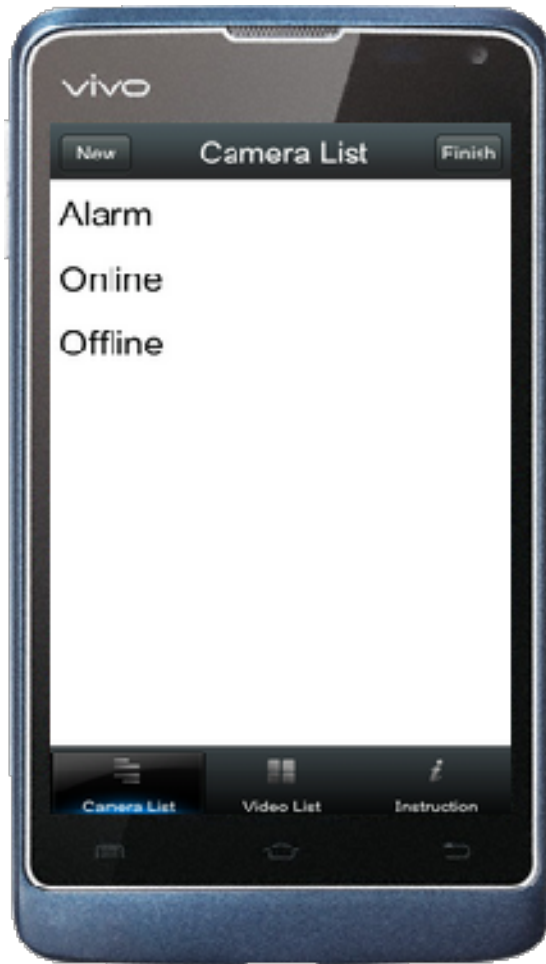 vivo
New Camera List Finish
Alarm
Online
Offline
Camera List Video List Instruction